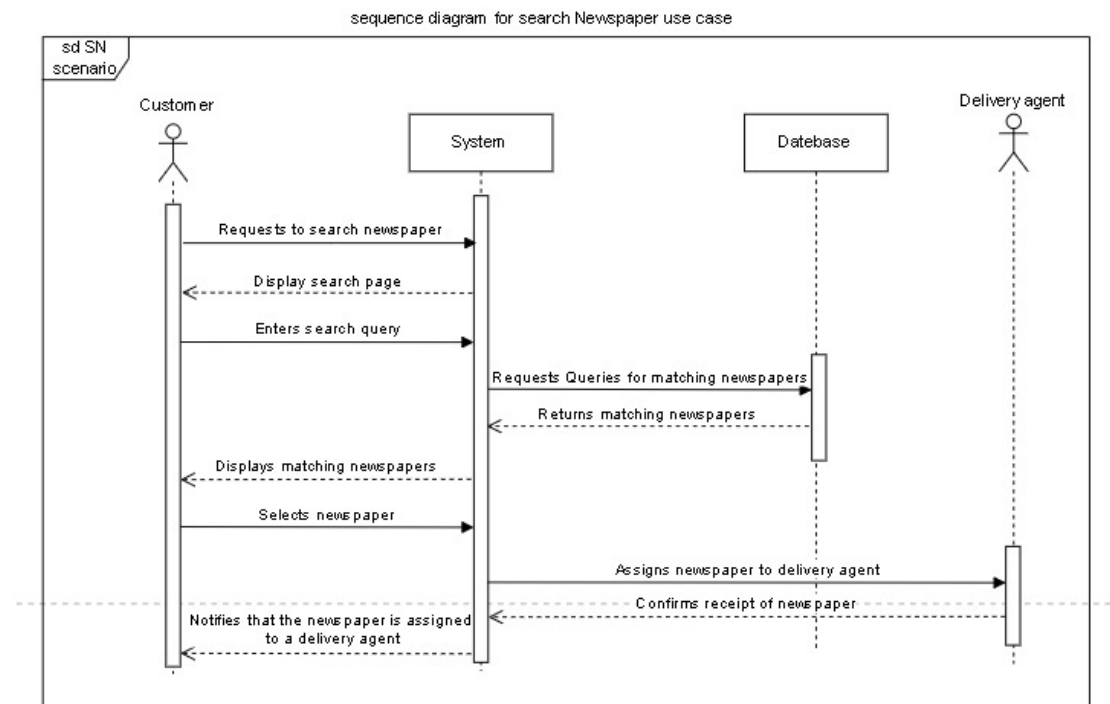 sequence diagram for search Newspaper use case
sd SN
scenario
Customer
Delivery agent
System
Datebase
Requests to search newspaper
Display search page
Enters search query
Requests Queries for matching newspapers
Returns matching newspapers
Displays matching newspapers
Selects newspaper
Assigns newspaper to delivery agent
Confirms receipt of newspaper
Notifies that the newspaper is assigned
to a delivery agent